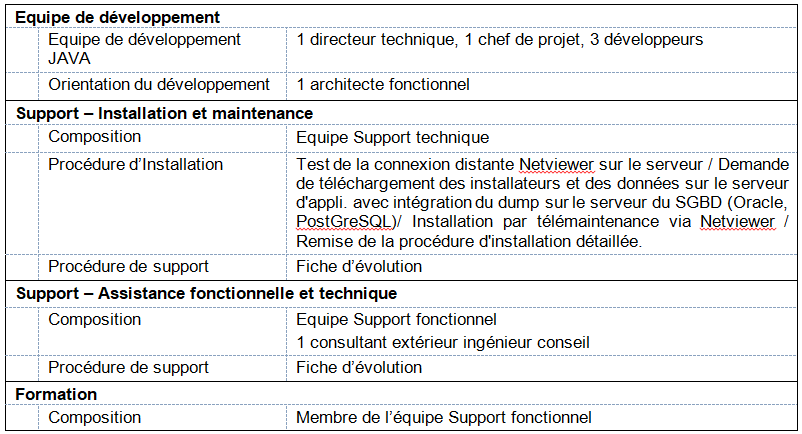 Equipe de développement
Equipe de développement
JAVA
1 directeur technique, 1 chef de projet, 3 développeurs
Orientation du développement
1 architecte fonctionnel
Support – Installation et maintenance
Composition
Equipe Support technique
Procédure d’Installation
Test de la connexion distante Netviewer sur le serveur / Demande
de téléchargement des installateurs et des données sur le serveur
d'appli. avec intégration du dump sur le serveur du SGBD (Oracle,
PostGreSQL)/ Installation par télémaintenance via Netviewer /
Remise de la procédure d'installation détaillée.
Procédure de support
Fiche d’évolution
Support – Assistance fonctionnelle et technique
Composition
Equipe Support fonctionnel
1 consultant extérieur ingénieur conseil
Procédure de support
Fiche d’évolution
Formation
Composition
Membre de l’équipe Support fonctionnel